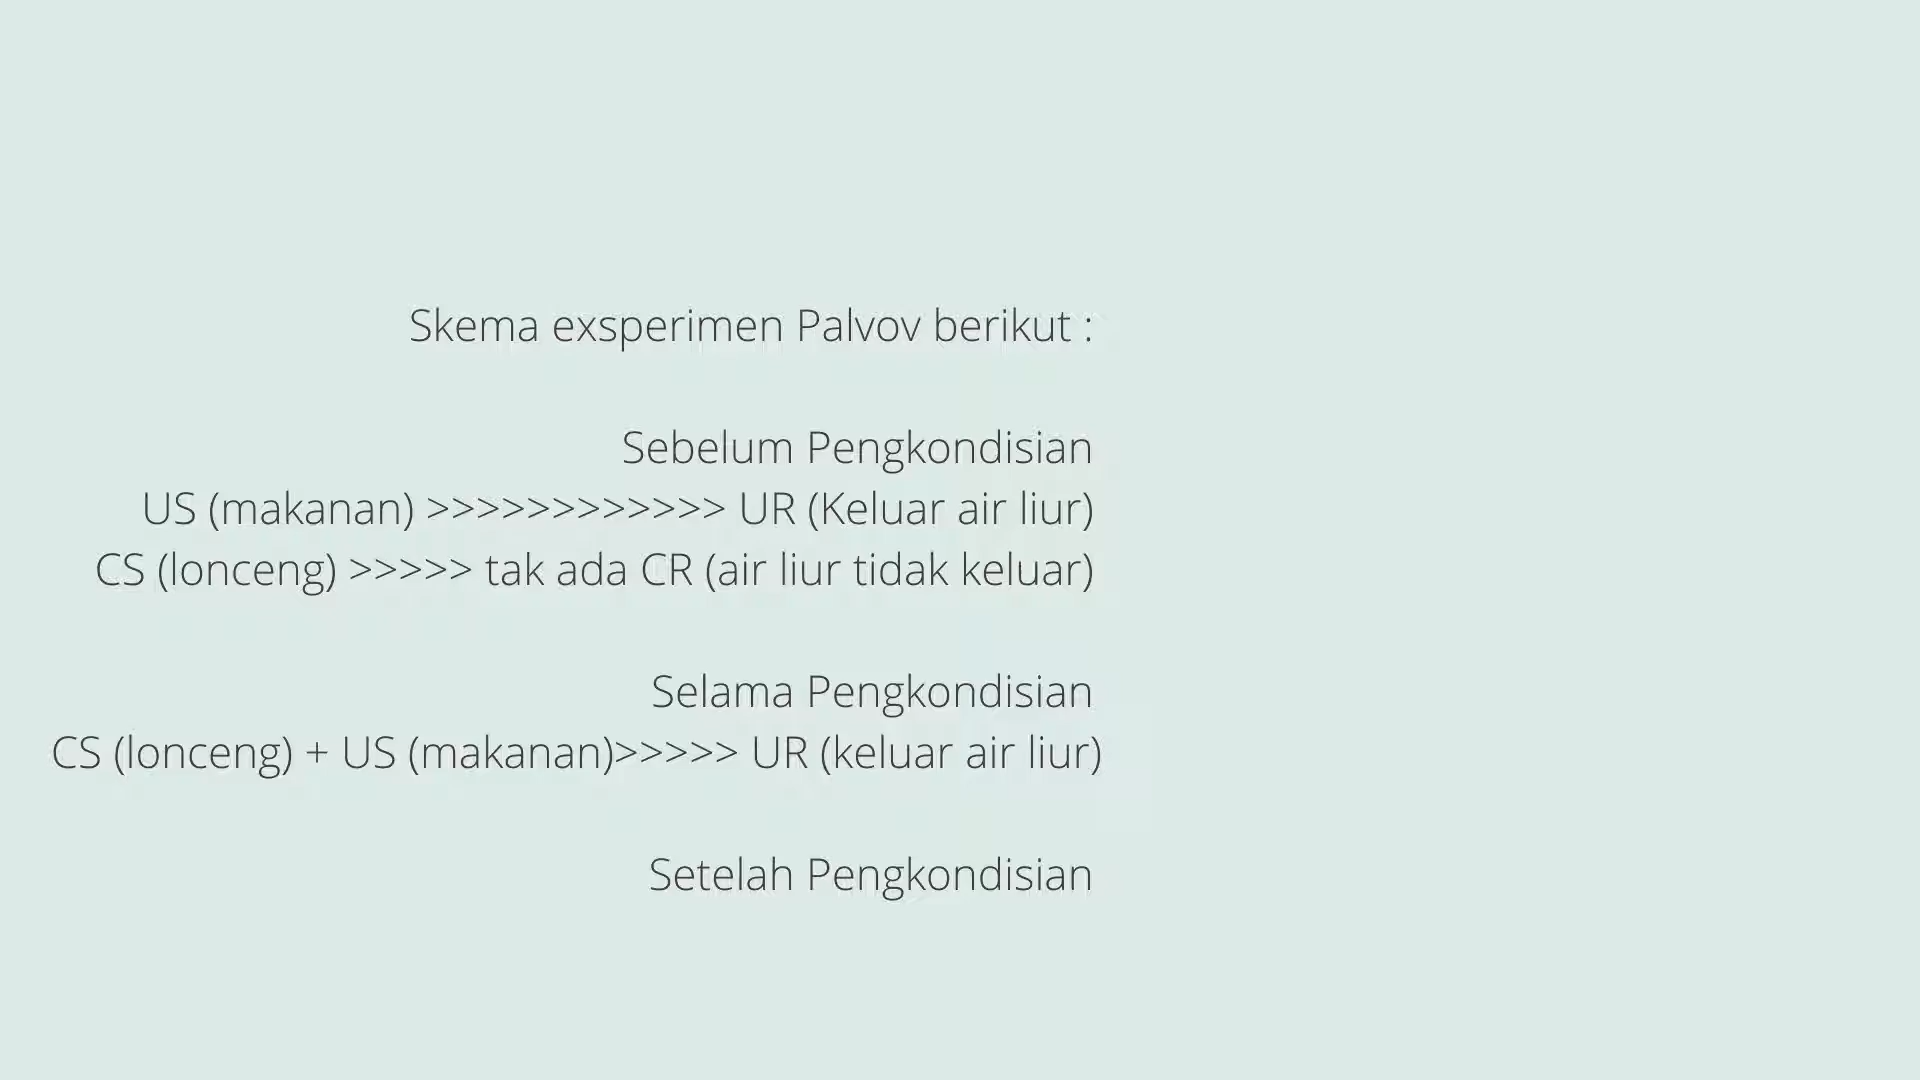 Skema exsperimen Palvov berikut :
Sebelum Pengkondisian
US (makanan) >>>>>>>>>>>> UR (Keluar air liur)
CS (lonceng) >>>>> tak ada CR (air liur tidak keluar)
Selama Pengkondisian
CS (lonceng) + US (makanan)>>>>> UR (keluar air liur)
Setelah Pengkondisian